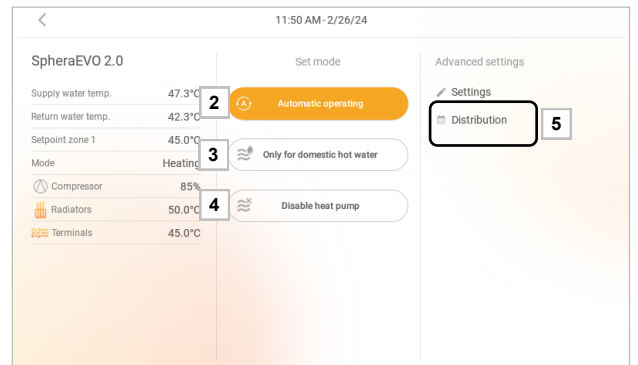 11:50 AM - 2/26/24
SpheraEVO 2.0
Supply water temp. 47.3°C
Return water temp. 42.3°C
Setpoint zone 1 45.0°C
Mode Heating
Compressor 85%
Radiators 50.0°C
Terminals 45.0°C
Set mode
2 A Automatic operating
3 Only for domestic hot water
4 Disable heat pump
Advanced settings
Settings
Distribution 5